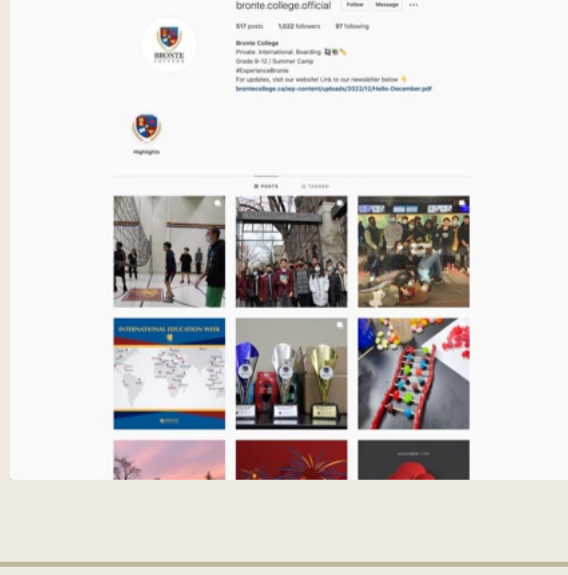 bronte.college.official Follow Message ...
517 posts 1,022 followers 97 following
BRONTE
COLLEGE
Bronte College
Private. International. Boarding.
Grade 9-12 / Summer Camp
#ExperienceBronte
For updates, visit our website! Link to our newsletter below
brontecollege.ca/wp-content/uploads/2022/12/Hello-December.pdf
Highlights
POSTS TAGGED
INTERNATIONAL EDUCATION WEEK
BRONTE